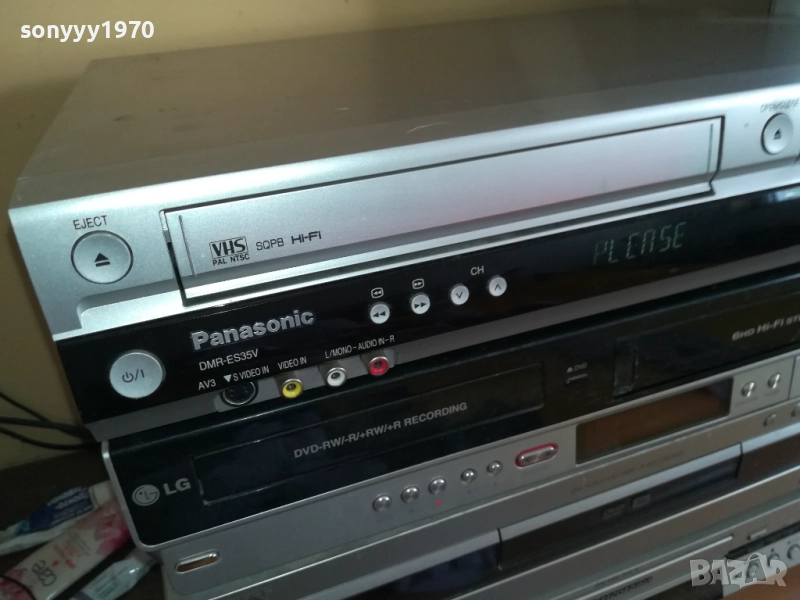 sonyyy1970
EJECT
VHS
PAL NTSC
SQPB Hi-Fi
PLEASE
CH
Panasonic
DMR-ES35V
AV3
S VIDEO IN
VIDEO IN
L/MONO-AUDIO IN-R
6HD Hi-Fi
DVD-RW/-R/+RW/+R RECORDING
LG
BAZAR